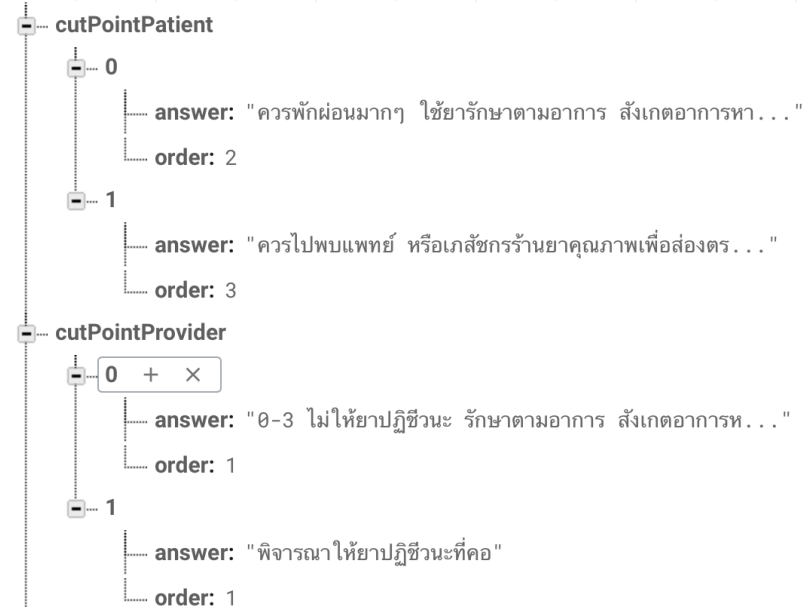 cutPointPatient
0
answer: "ควรพักผ่อนมากๆ ใช้ยารักษาตามอาการ สังเกตอาการหา..."
order: 2
1
answer: "ควรไปพบแพทย์ หรือเภสัชกรร้านยาคุณภาพเพื่อส่องตร..."
order: 3
cutPointProvider
0 + ×
answer: "0-3 ไม่ให้ยาปฏิชีวนะ รักษาตามอาการ สังเกตอาการห..."
order: 1
1
answer: "พิจารณาให้ยาปฏิชีวนะที่คอ"
order: 1